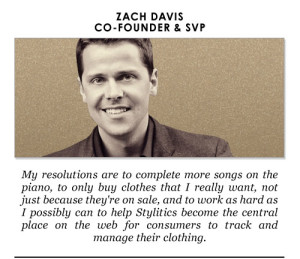 ZACH DAVIS
CO-FOUNDER & SVP
My resolutions are to complete more songs on the
piano, to only buy clothes that I really want, not
just because they're on sale, and to work as hard as
I possibly can to help Stylitics become the central
place on the web for consumers to track and
manage their clothing.